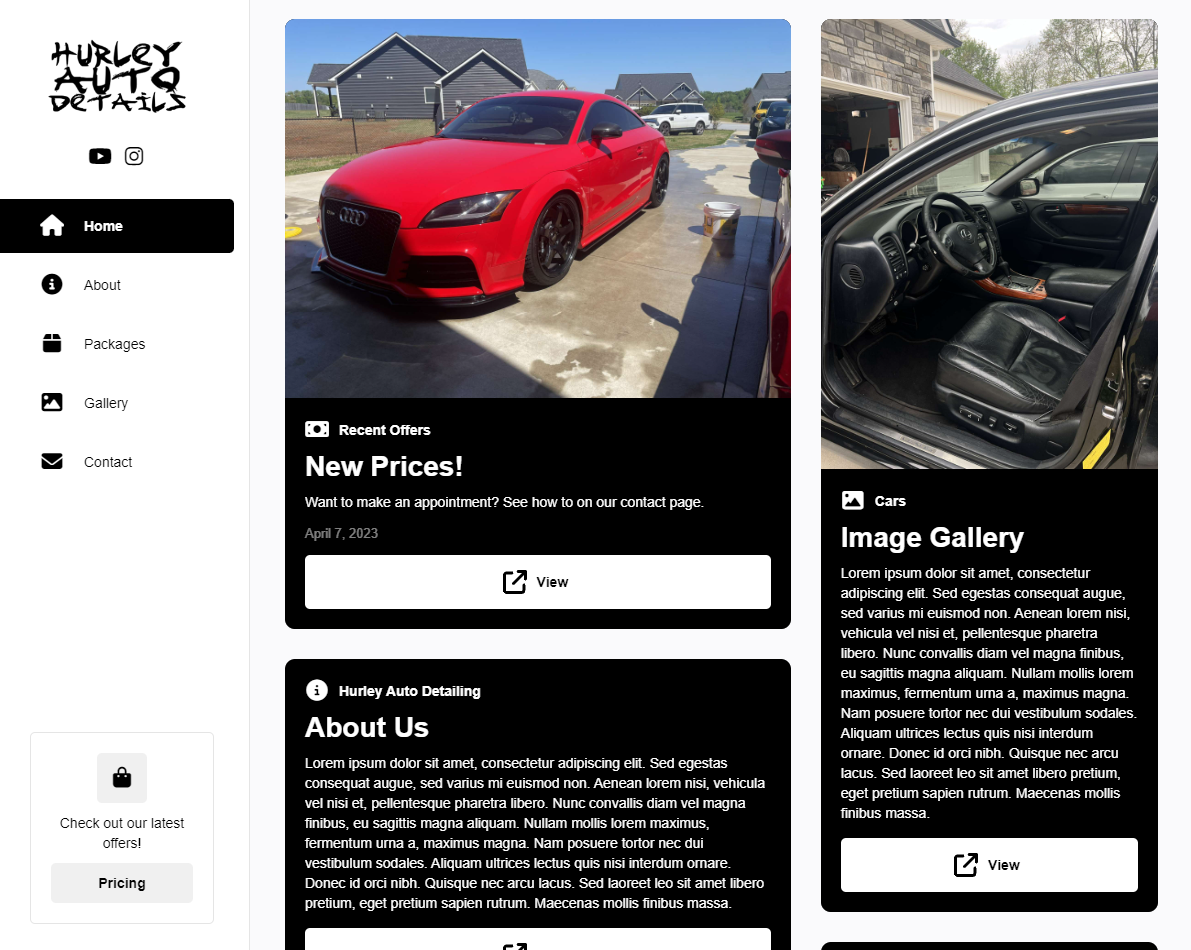 HURLEY
AUTO
DETAILS
Home
About
Packages
Gallery
Contact
Check out our latest
offers!
Pricing
Recent Offers
New Prices!
Want to make an appointment? See how to on our contact page.
April 7, 2023
View
Hurley Auto Detailing
About Us
Lorem ipsum dolor sit amet, consectetur adipiscing elit. Sed egestas
consequat augue, sed varius mi euismod non. Aenean lorem nisi, vehicula
vel nisi et, pellentesque pharetra libero. Nunc convallis diam vel magna
finibus, eu sagittis magna aliquam. Nullam mollis lorem maximus,
fermentum urna a, maximus magna. Nam posuere tortor nec dui
vestibulum sodales. Aliquam ultrices lectus quis nisi interdum ornare.
Donec id orci nibh. Quisque nec arcu lacus. Sed laoreet leo sit amet libero
pretium, eget pretium sapien rutrum. Maecenas mollis finibus massa.
Cars
Image Gallery
Lorem ipsum dolor sit amet, consectetur
adipiscing elit. Sed egestas consequat augue,
sed varius mi euismod non. Aenean lorem nisi,
vehicula vel nisi et, pellentesque pharetra
libero. Nunc convallis diam vel magna finibus,
eu sagittis magna aliquam. Nullam mollis lorem
maximus, fermentum urna a, maximus magna.
Nam posuere tortor nec dui vestibulum sodales.
Aliquam ultrices lectus quis nisi interdum
ornare. Donec id orci nibh. Quisque nec arcu
lacus. Sed laoreet leo sit amet libero pretium,
eget pretium sapien rutrum. Maecenas mollis
finibus massa.
View